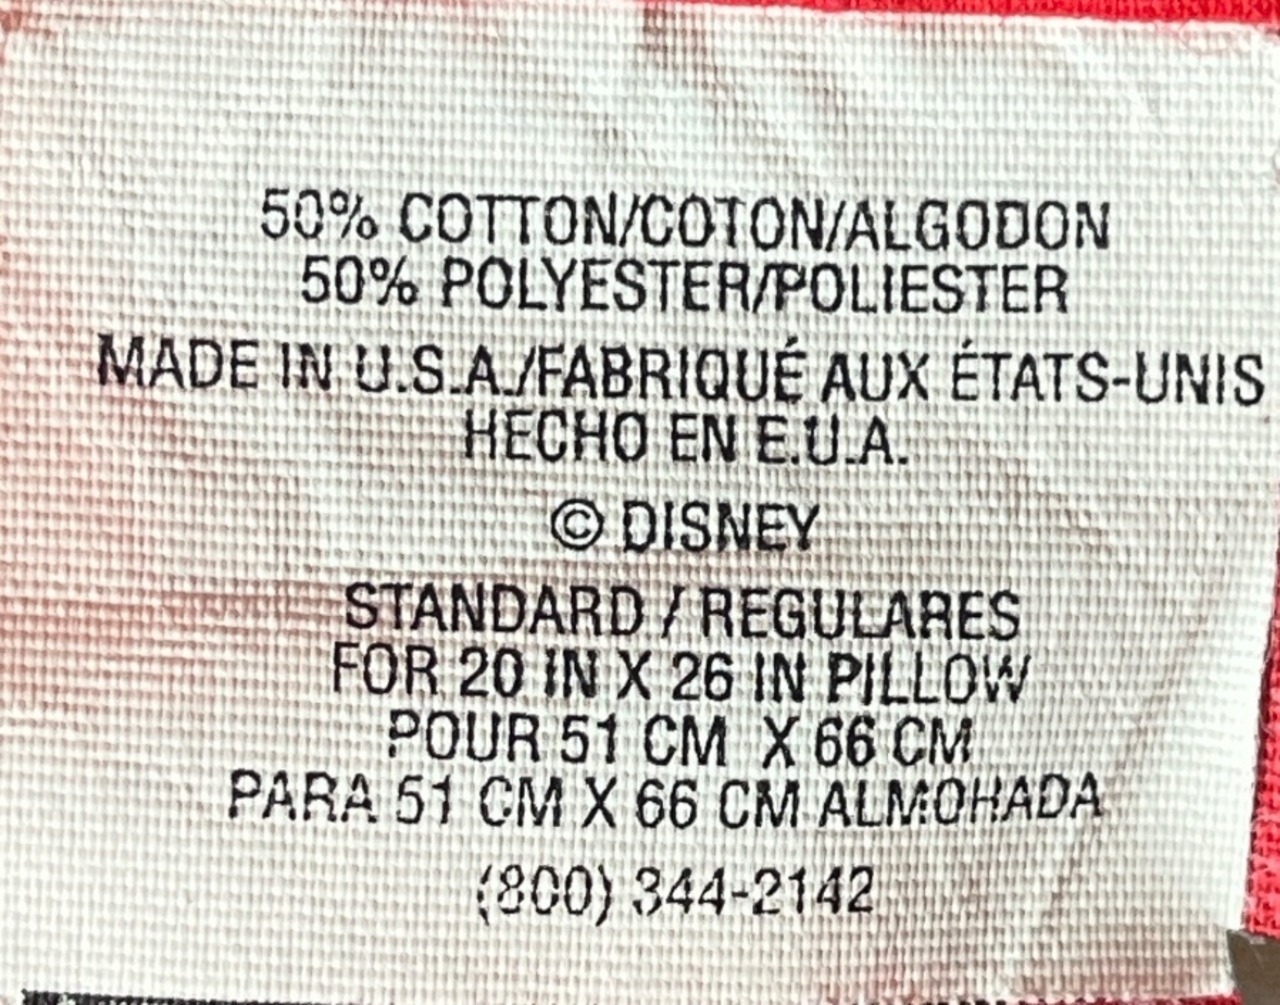 50% COTTON/COTON/ALGODON
50% POLYESTER/POLIESTER
MADE IN U.S.A./FABRIQUÉ AUX ÉTATS-UNIS
HECHO EN E.U.A.
© DISNEY
STANDARD / REGULARES
FOR 20 IN X 26 IN PILLOW
POUR 51 CM X 66 CM
PARA 51 CM X 66 CM ALMOHADA
(800) 344-2142